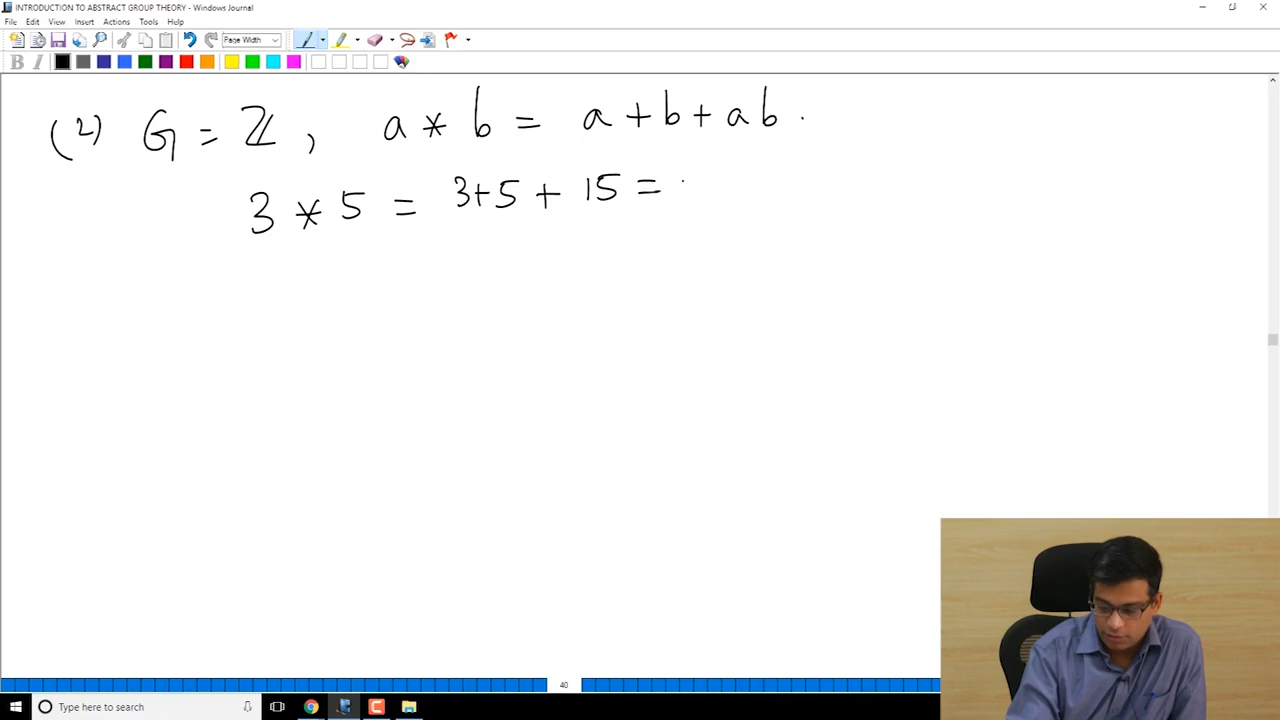 INTRODUCTION TO ABSTRACT GROUP THEORY - Windows Journal
File Edit View Insert Actions Tools Help
Page Width
B I
(2) G = ℤ , a * b = a + b + ab .
3 * 5 = 3+5 + 15 =
40
Type here to search